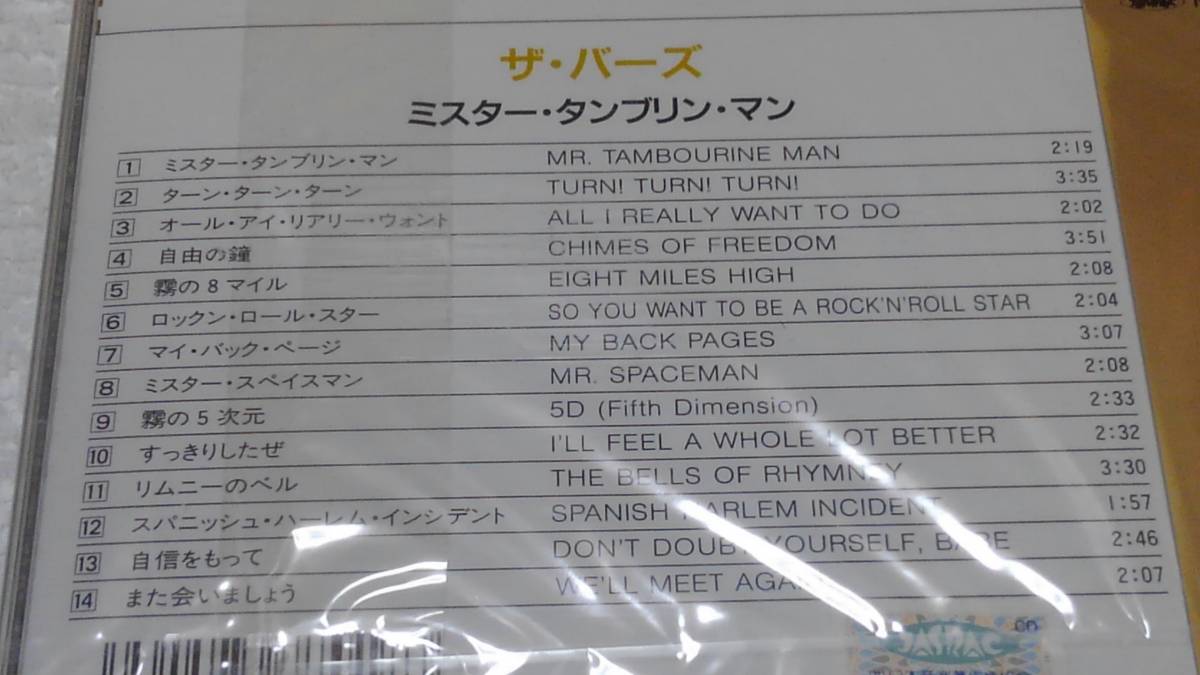 ザ・バーズ
ミスター・タンブリン・マン
1 ミスター・タンブリン・マン MR. TAMBOURINE MAN 2:19
2 ターン・ターン・ターン TURN! TURN! TURN! 3:35
3 オール・アイ・リアリー・ウォント ALL I REALLY WANT TO DO 2:02
4 自由の鐘 CHIMES OF FREEDOM 3:51
5 霧の8マイル EIGHT MILES HIGH 2:08
6 ロックン・ロール・スター SO YOU WANT TO BE A ROCK'N'ROLL STAR 2:04
7 マイ・バック・ページ MY BACK PAGES 3:07
8 ミスター・スペイスマン MR. SPACEMAN 2:08
9 霧の5次元 5D (Fifth Dimension) 2:33
10 すっきりしたぜ I'LL FEEL A WHOLE LOT BETTER 2:32
11 リムニーのベル THE BELLS OF RHYMNEY 3:30
12 スパニッシュ・ハーレム・インシデント SPANISH HARLEM INCIDENT 1:57
13 自信をもって DON'T DOUBT YOURSELF, BABE 2:46
14 また会いましょう WE'LL MEET AGAIN 2:07
CD
JASRAC